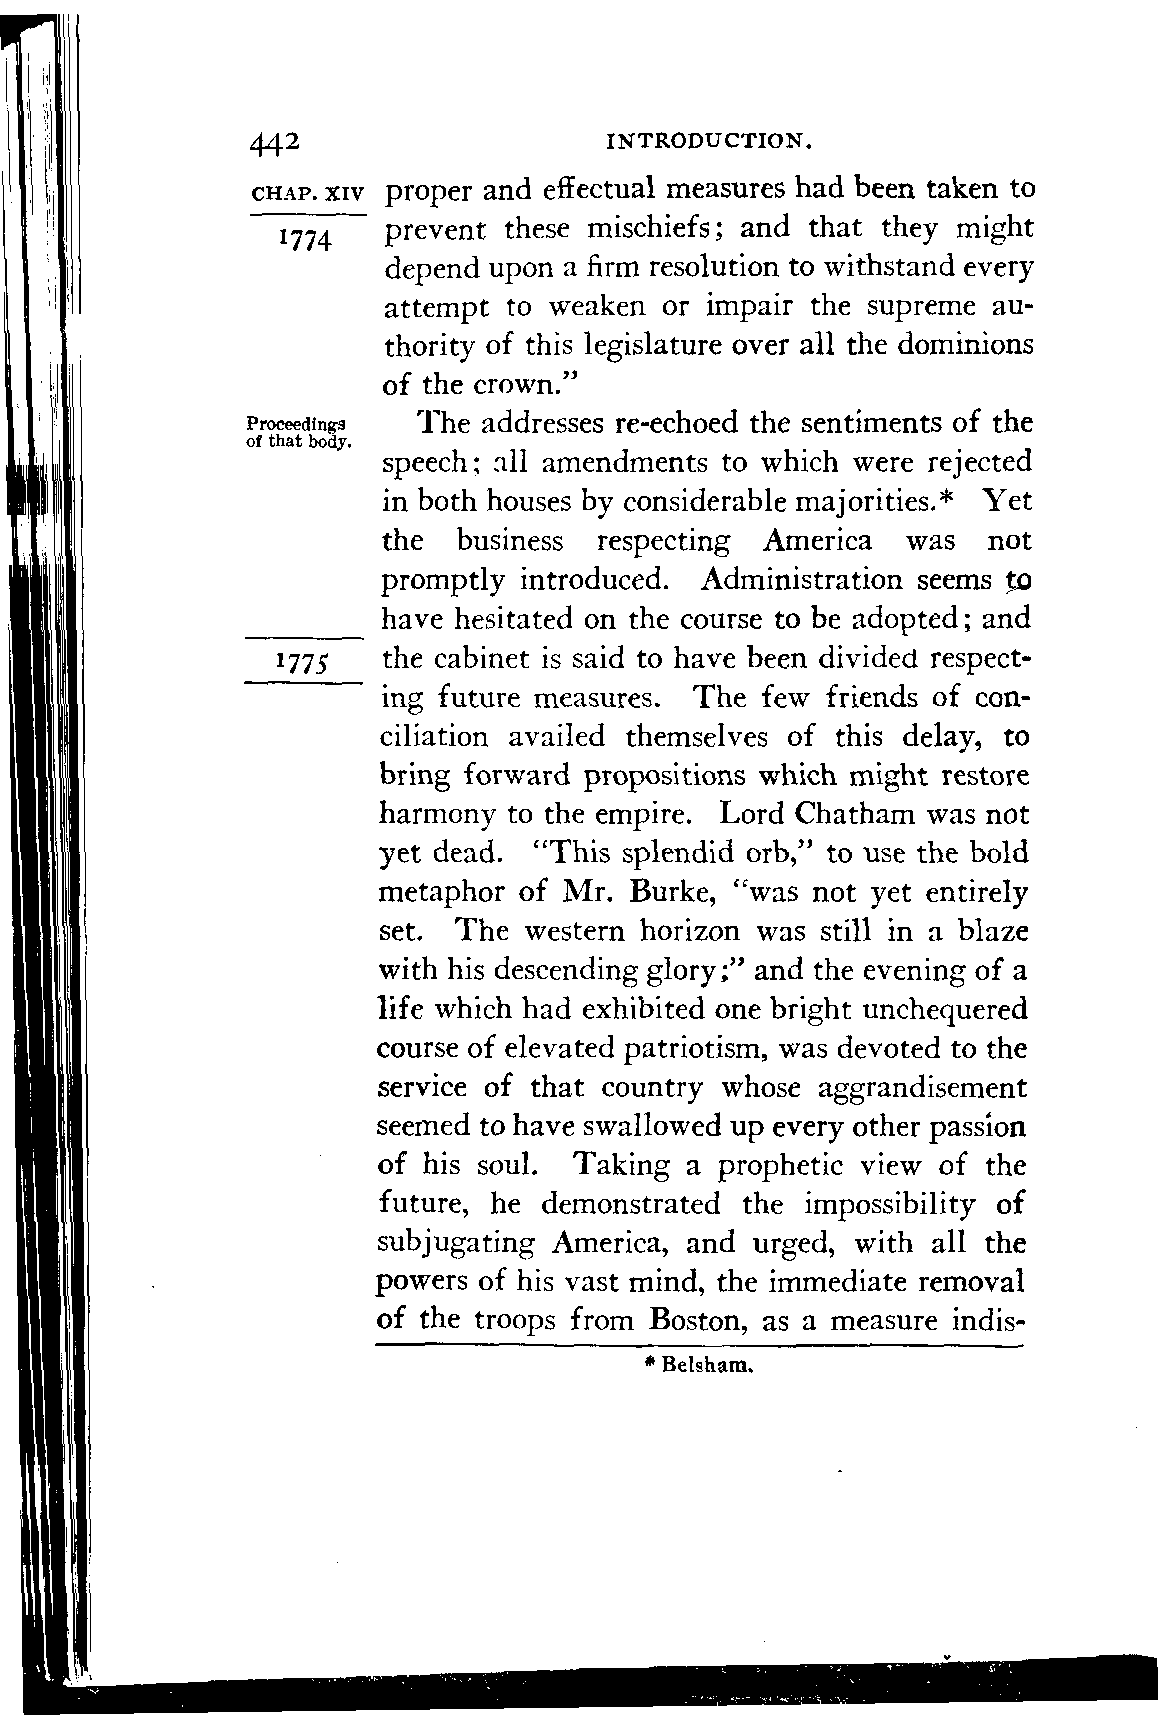 442 INTRODUCTION.
CHAP. XIV proper and effectual measures had been taken to
1774 prevent these mischiefs; and that they might
depend upon a firm resolution to withstand every
attempt to weaken or impair the supreme au-
thority of this legislature over all the dominions
of the crown."
Proceedings
of that body.
The addresses re-echoed the sentiments of the
speech; all amendments to which were rejected
in both houses by considerable majorities.* Yet
the business respecting America was not
promptly introduced. Administration seems to
have hesitated on the course to be adopted; and
1775 the cabinet is said to have been divided respect-
ing future measures. The few friends of con-
ciliation availed themselves of this delay, to
bring forward propositions which might restore
harmony to the empire. Lord Chatham was not
yet dead. "This splendid orb," to use the bold
metaphor of Mr. Burke, "was not yet entirely
set. The western horizon was still in a blaze
with his descending glory;" and the evening of a
life which had exhibited one bright unchequered
course of elevated patriotism, was devoted to the
service of that country whose aggrandisement
seemed to have swallowed up every other passion
of his soul. Taking a prophetic view of the
future, he demonstrated the impossibility of
subjugating America, and urged, with all the
powers of his vast mind, the immediate removal
of the troops from Boston, as a measure indis-
* Belsham.